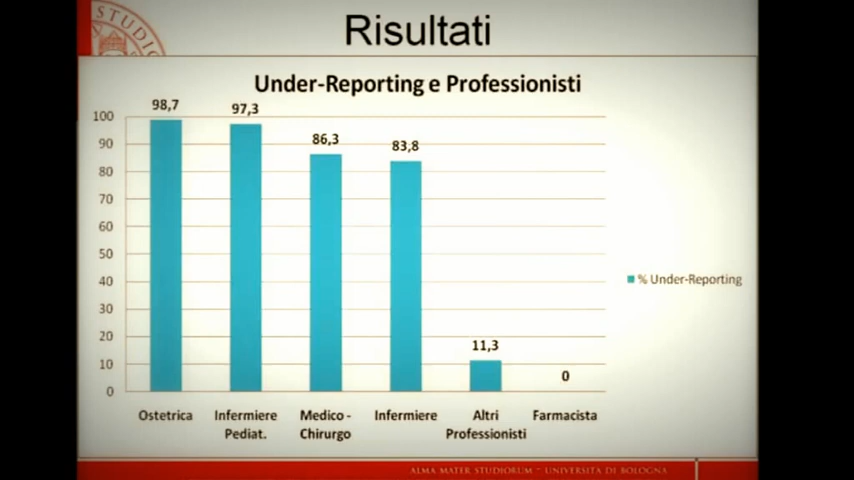 STUDIO
Risultati
Under-Reporting e Professionisti
98,7
97,3
86,3
83,8
11,3
0
100
90
80
70
60
50
40
30
20
10
0
% Under-Reporting
Ostetrica
Infermiere
Pediat.
Medico -
Chirurgo
Infermiere
Altri
Professionisti
Farmacista
ALMA MATER STUDIORUM ~ UNIVERSITÀ DI BOLOGNA